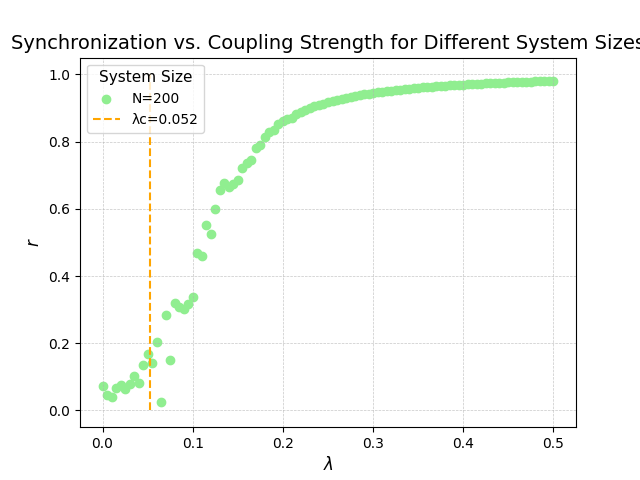 Synchronization vs. Coupling Strength for Different System Sizes
System Size
N=200
λc=0.052
1.0
0.8
0.6
0.4
0.2
0.0
r
0.0 0.1 0.2 0.3 0.4 0.5
λ